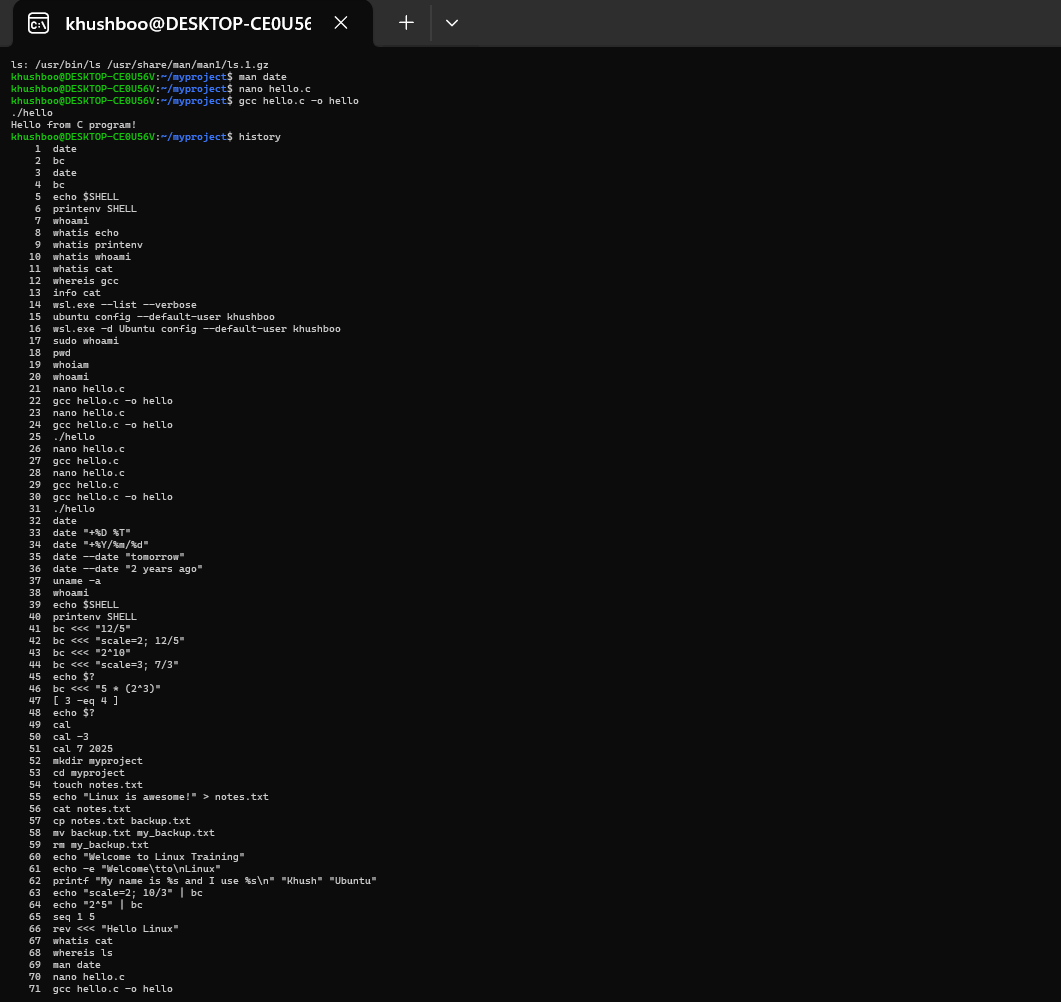 khushboo@DESKTOP-CE0U56
ls: /usr/bin/ls /usr/share/man/man1/ls.1.gz
khushboo@DESKTOP-CE0U56V:~/myproject$ man date
khushboo@DESKTOP-CE0U56V:~/myproject$ nano hello.c
khushboo@DESKTOP-CE0U56V:~/myproject$ gcc hello.c -o hello
./hello
Hello from C program!
khushboo@DESKTOP-CE0U56V:~/myproject$ history
1 date
2 bc
3 date
4 bc
5 echo $SHELL
6 printenv SHELL
7 whoami
8 whatis echo
9 whatis printenv
10 whatis whoami
11 whatis cat
12 whereis gcc
13 info cat
14 wsl.exe --list --verbose
15 ubuntu config --default-user khushboo
16 wsl.exe -d Ubuntu config --default-user khushboo
17 sudo whoami
18 pwd
19 whoiam
20 whoami
21 nano hello.c
22 gcc hello.c -o hello
23 nano hello.c
24 gcc hello.c -o hello
25 ./hello
26 nano hello.c
27 gcc hello.c
28 nano hello.c
29 gcc hello.c
30 gcc hello.c -o hello
31 ./hello
32 date
33 date "+%D %T"
34 date "+%Y/%m/%d"
35 date --date "tomorrow"
36 date --date "2 years ago"
37 uname -a
38 whoami
39 echo $SHELL
40 printenv SHELL
41 bc <<< "12/5"
42 bc <<< "scale=2; 12/5"
43 bc <<< "2^10"
44 bc <<< "scale=3; 7/3"
45 echo $?
46 bc <<< "5 * (2^3)"
47 [ 3 -eq 4 ]
48 echo $?
49 cal
50 cal -3
51 cal 7 2025
52 mkdir myproject
53 cd myproject
54 touch notes.txt
55 echo "Linux is awesome!" > notes.txt
56 cat notes.txt
57 cp notes.txt backup.txt
58 mv backup.txt my_backup.txt
59 rm my_backup.txt
60 echo "Welcome to Linux Training"
61 echo -e "Welcome\tto\nLinux"
62 printf "My name is %s and I use %s\n" "Khush" "Ubuntu"
63 echo "scale=2; 10/3" | bc
64 echo "2^5" | bc
65 seq 1 5
66 rev <<< "Hello Linux"
67 whatis cat
68 whereis ls
69 man date
70 nano hello.c
71 gcc hello.c -o hello